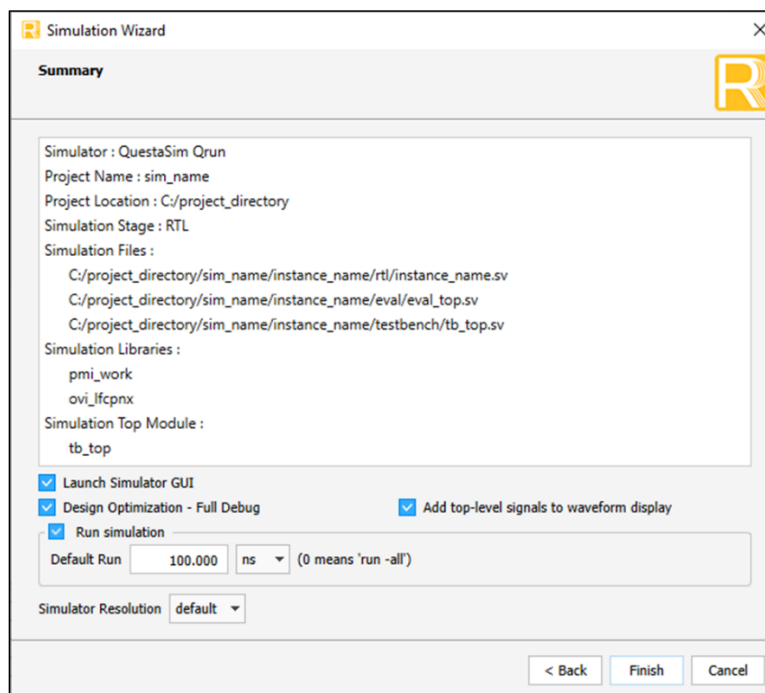 Simulation Wizard
Summary
Simulator : QuestaSim Qrun
Project Name : sim_name
Project Location : C:/project_directory
Simulation Stage : RTL
Simulation Files :
C:/project_directory/sim_name/instance_name/rtl/instance_name.sv
C:/project_directory/sim_name/instance_name/eval/eval_top.sv
C:/project_directory/sim_name/instance_name/testbench/tb_top.sv
Simulation Libraries :
pmi_work
ovi_lfcpnx
Simulation Top Module :
tb_top
Launch Simulator GUI
Design Optimization - Full Debug Add top-level signals to waveform display
Run simulation
Default Run 100.000 ns (0 means 'run -all')
Simulator Resolution default
< Back Finish Cancel